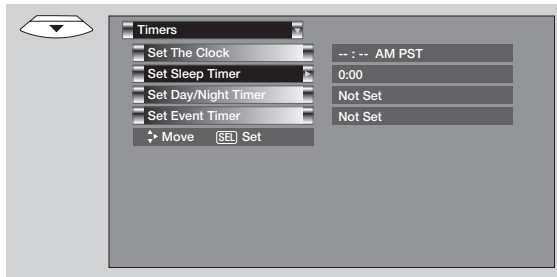 Timers
Set The Clock
-- : -- AM PST
Set Sleep Timer
0:00
Set Day/Night Timer
Not Set
Set Event Timer
Not Set
Move SEL Set